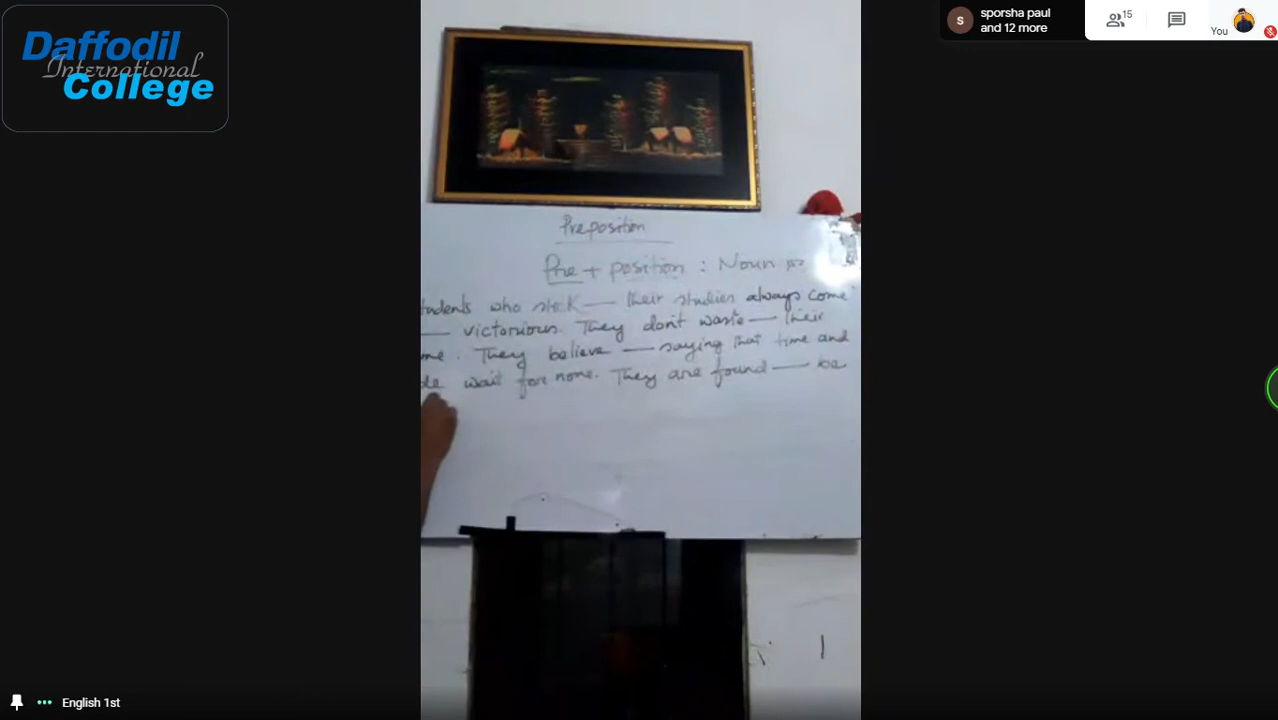 Daffodil
International
College
sporsha paul
and 12 more
15
You
Preposition
Pre + position : Noun
tudents who stick — their studies always come
— victorious. They don't waste — their
me. They believe — saying that time and
de wait for none. They are found — be
English 1st